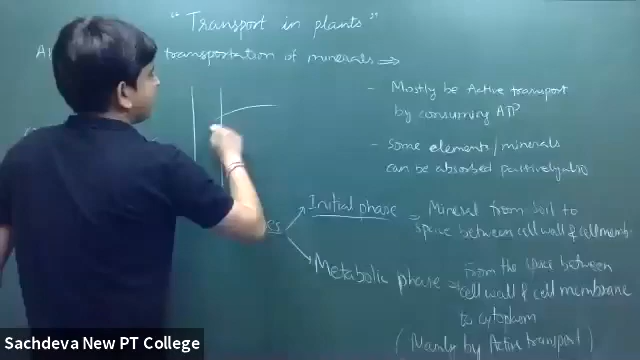 "Transport in plants"
transportation of minerals ⇒
- Mostly be Active transport
by consuming ATP
- Some elements/minerals
can be absorbed passively also
Initial phase = Mineral from soil to
space between cell wall & cell memb
Metabolic phase = From the space between
cell wall & cell membrane
to cytoplasm
(Mainly by Active transport)
Sachdeva New PT College